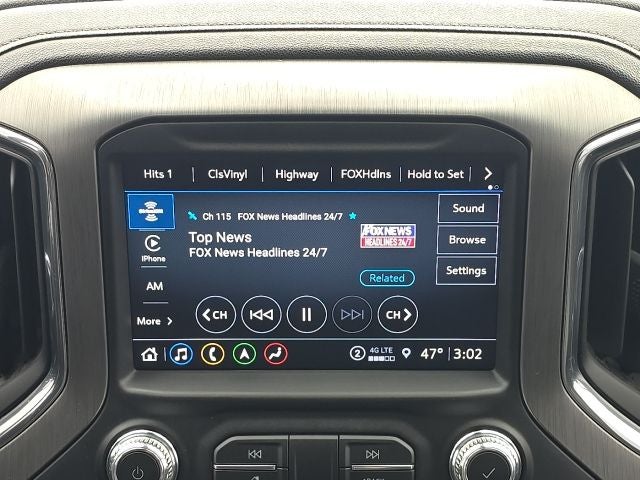 Hits 1 ClsVinyl Highway FOXHdlns Hold to Set
Ch 115 FOX News Headlines 24/7
Top News
FOX News Headlines 24/7
FOX NEWS
HEADLINES 24/7
Related
Sound
Browse
Settings
iPhone
AM
More
CH
CH
2 4G LTE 47° 3:02